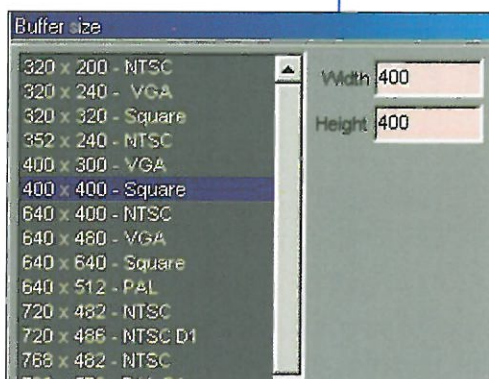 Buffer size
320 x 200 - NTSC
320 x 240 - VGA
320 x 320 - Square
352 x 240 - NTSC
400 x 300 - VGA
400 x 400 - Square
640 x 400 - NTSC
640 x 480 - VGA
640 x 640 - Square
640 x 512 - PAL
720 x 482 - NTSC
720 x 486 - NTSC D1
768 x 482 - NTSC
Width 400
Height 400